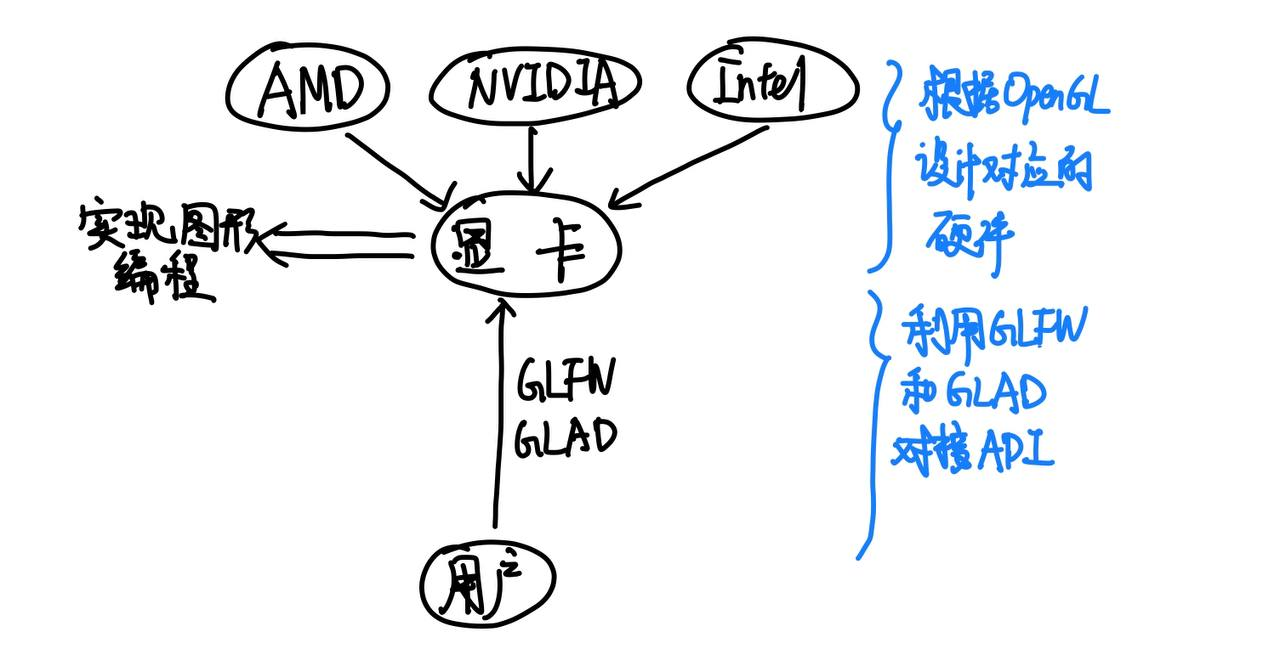 AMD
NVIDIA
Intel
根据OpenGL
设计对应的
硬件
实现图形
编程
显卡
利用GLFW
和GLAD
对接API
GLFW
GLAD
用户